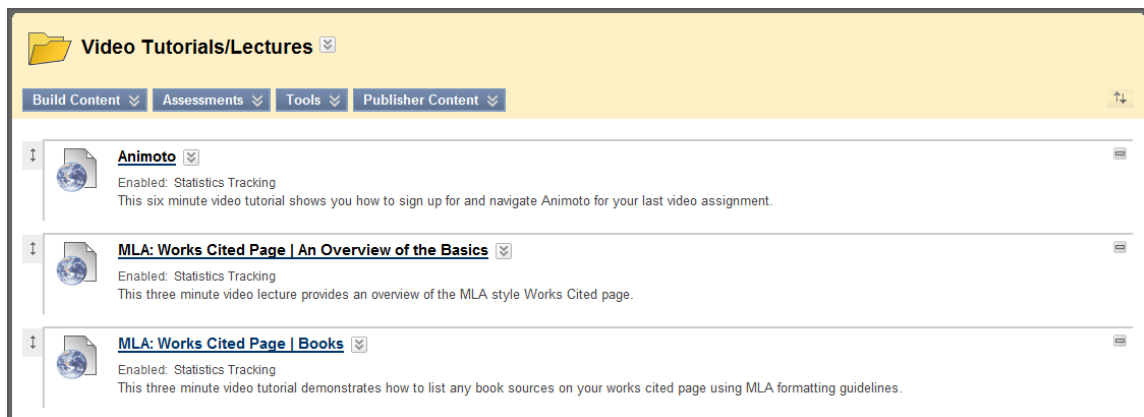 Video Tutorials/Lectures
Build Content Assessments Tools Publisher Content
Animoto
Enabled: Statistics Tracking
This six minute video tutorial shows you how to sign up for and navigate Animoto for your last video assignment.
MLA: Works Cited Page | An Overview of the Basics
Enabled: Statistics Tracking
This three minute video lecture provides an overview of the MLA style Works Cited page.
MLA: Works Cited Page | Books
Enabled: Statistics Tracking
This three minute video tutorial demonstrates how to list any book sources on your works cited page using MLA formatting guidelines.